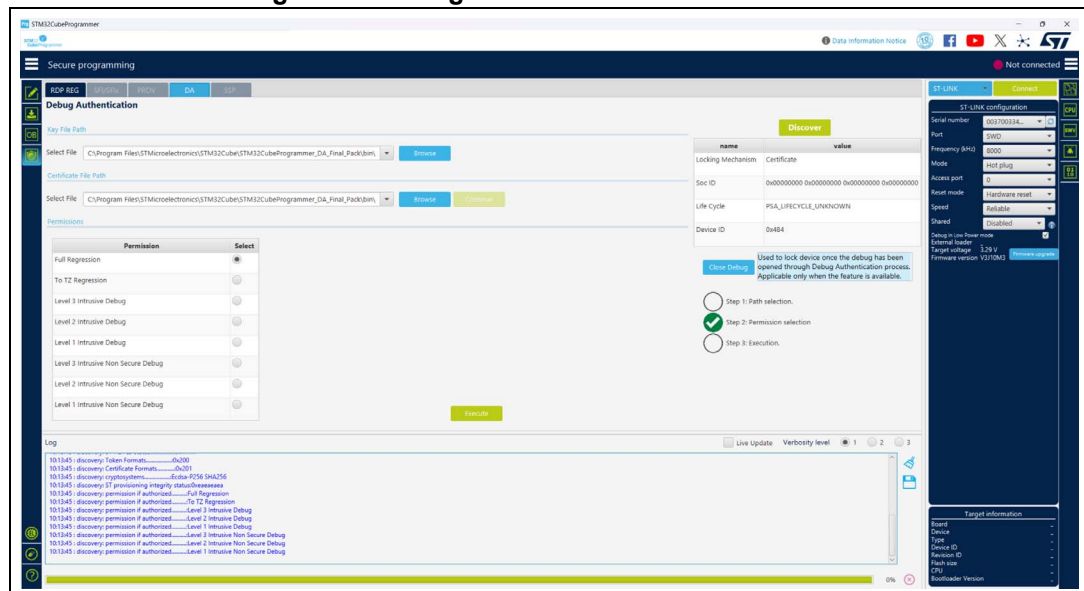 STM32CubeProgrammer
Data Information Notice
Secure programming
Not connected
RDP REG
PROV
DA
SSP
Debug Authentication
Key File Path
Select File
C:\Program Files\STMicroelectronics\STM32Cube\STM32CubeProgrammer_DA_Final_Pack\bin\
Browse
Certificate File Path
Select File
C:\Program Files\STMicroelectronics\STM32Cube\STM32CubeProgrammer_DA_Final_Pack\bin\
Browse
Continue
Permissions
Permission Select
Full Regression
To TZ Regression
Level 3 Intrusive Debug
Level 2 Intrusive Debug
Level 1 Intrusive Debug
Level 3 Intrusive Non Secure Debug
Level 2 Intrusive Non Secure Debug
Level 1 Intrusive Non Secure Debug
Execute
Discover
name value
Locking Mechanism Certificate
Soc ID 0x00000000 0x00000000 0x00000000 0x00000000
Life Cycle PSA_LIFECYCLE_UNKNOWN
Device ID 0x484
Close Debug
Used to lock device once the debug has been
opened through Debug Authentication process.
Applicable only when the feature is available.
Step 1: Path selection.
Step 2: Permission selection
Step 3: Execution.
Log
Live Update Verbosity level 1 2 3
10:13:45 : discovery: Token Formats..............0x200
10:13:45 : discovery: Certificate Formats..............0x201
10:13:45 : discovery: cryptosystems..............:Ecdsa-P256 SHA256
10:13:45 : discovery: ST provisioning integrity status:0xeaeaeaea
10:13:45 : discovery: permission if authorized..........:Full Regression
10:13:45 : discovery: permission if authorized..........:To TZ Regression
10:13:45 : discovery: permission if authorized..........:Level 3 Intrusive Debug
10:13:45 : discovery: permission if authorized..........:Level 2 Intrusive Debug
10:13:45 : discovery: permission if authorized..........:Level 1 Intrusive Debug
10:13:45 : discovery: permission if authorized..........:Level 3 Intrusive Non Secure Debug
10:13:45 : discovery: permission if authorized..........:Level 2 Intrusive Non Secure Debug
10:13:45 : discovery: permission if authorized..........:Level 1 Intrusive Non Secure Debug
0%
ST-LINK
Connect
ST-LINK configuration
Serial number 003700334...
Port SWD
Frequency (kHz) 8000
Mode Hot plug
Access port 0
Reset mode Hardware reset
Speed Reliable
Shared Disabled
Debug in Low Power mode
External loader -
Target voltage 3.29 V
Firmware version V3J10M3
Firmware upgrade
OB
CPU
SWV
Target information
Board -
Device -
Type -
Device ID -
Revision ID -
Flash size -
CPU -
Bootloader Version -